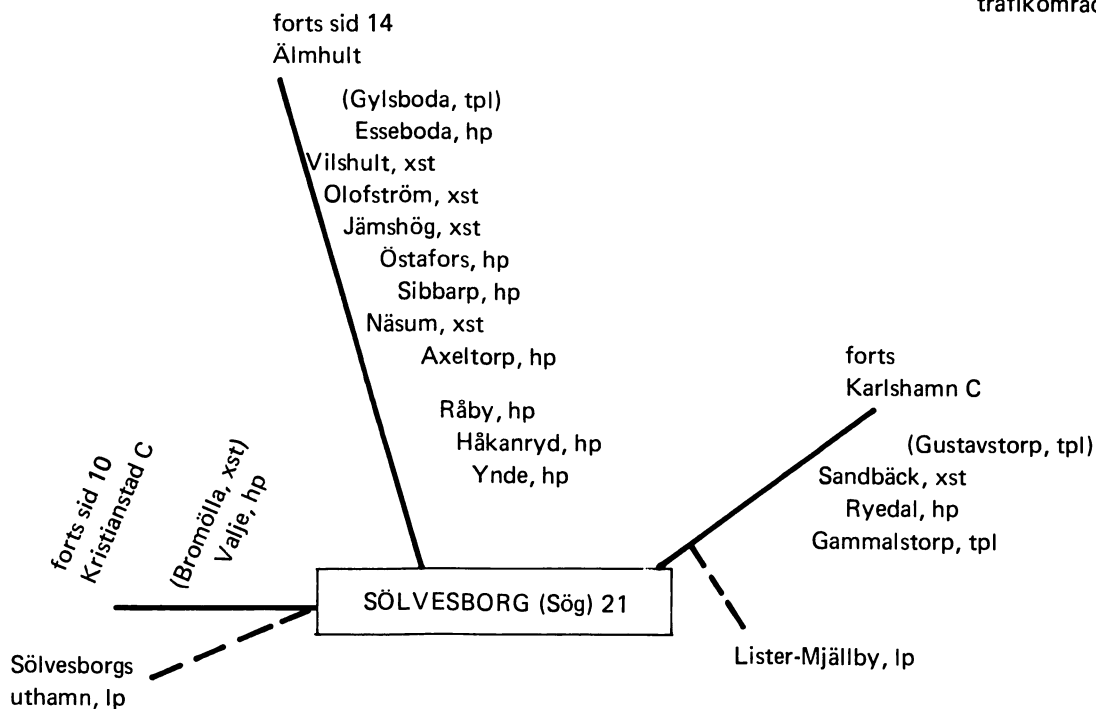 trafikområd
forts sid 14
Älmhult
(Gylsboda, tpl)
Esseboda, hp
Vilshult, xst
Olofström, xst
Jämshög, xst
Östafors, hp
Sibbarp, hp
Näsum, xst
Axeltorp, hp
Råby, hp
Håkanryd, hp
Ynde, hp
forts
Karlshamn C
(Gustavstorp, tpl)
Sandbäck, xst
Ryedal, hp
Gammalstorp, tpl
forts sid 10
Kristianstad C
(Bromölla, xst)
Valje, hp
SÖLVESBORG (Sög) 21
Sölvesborgs
uthamn, lp
Lister-Mjällby, lp